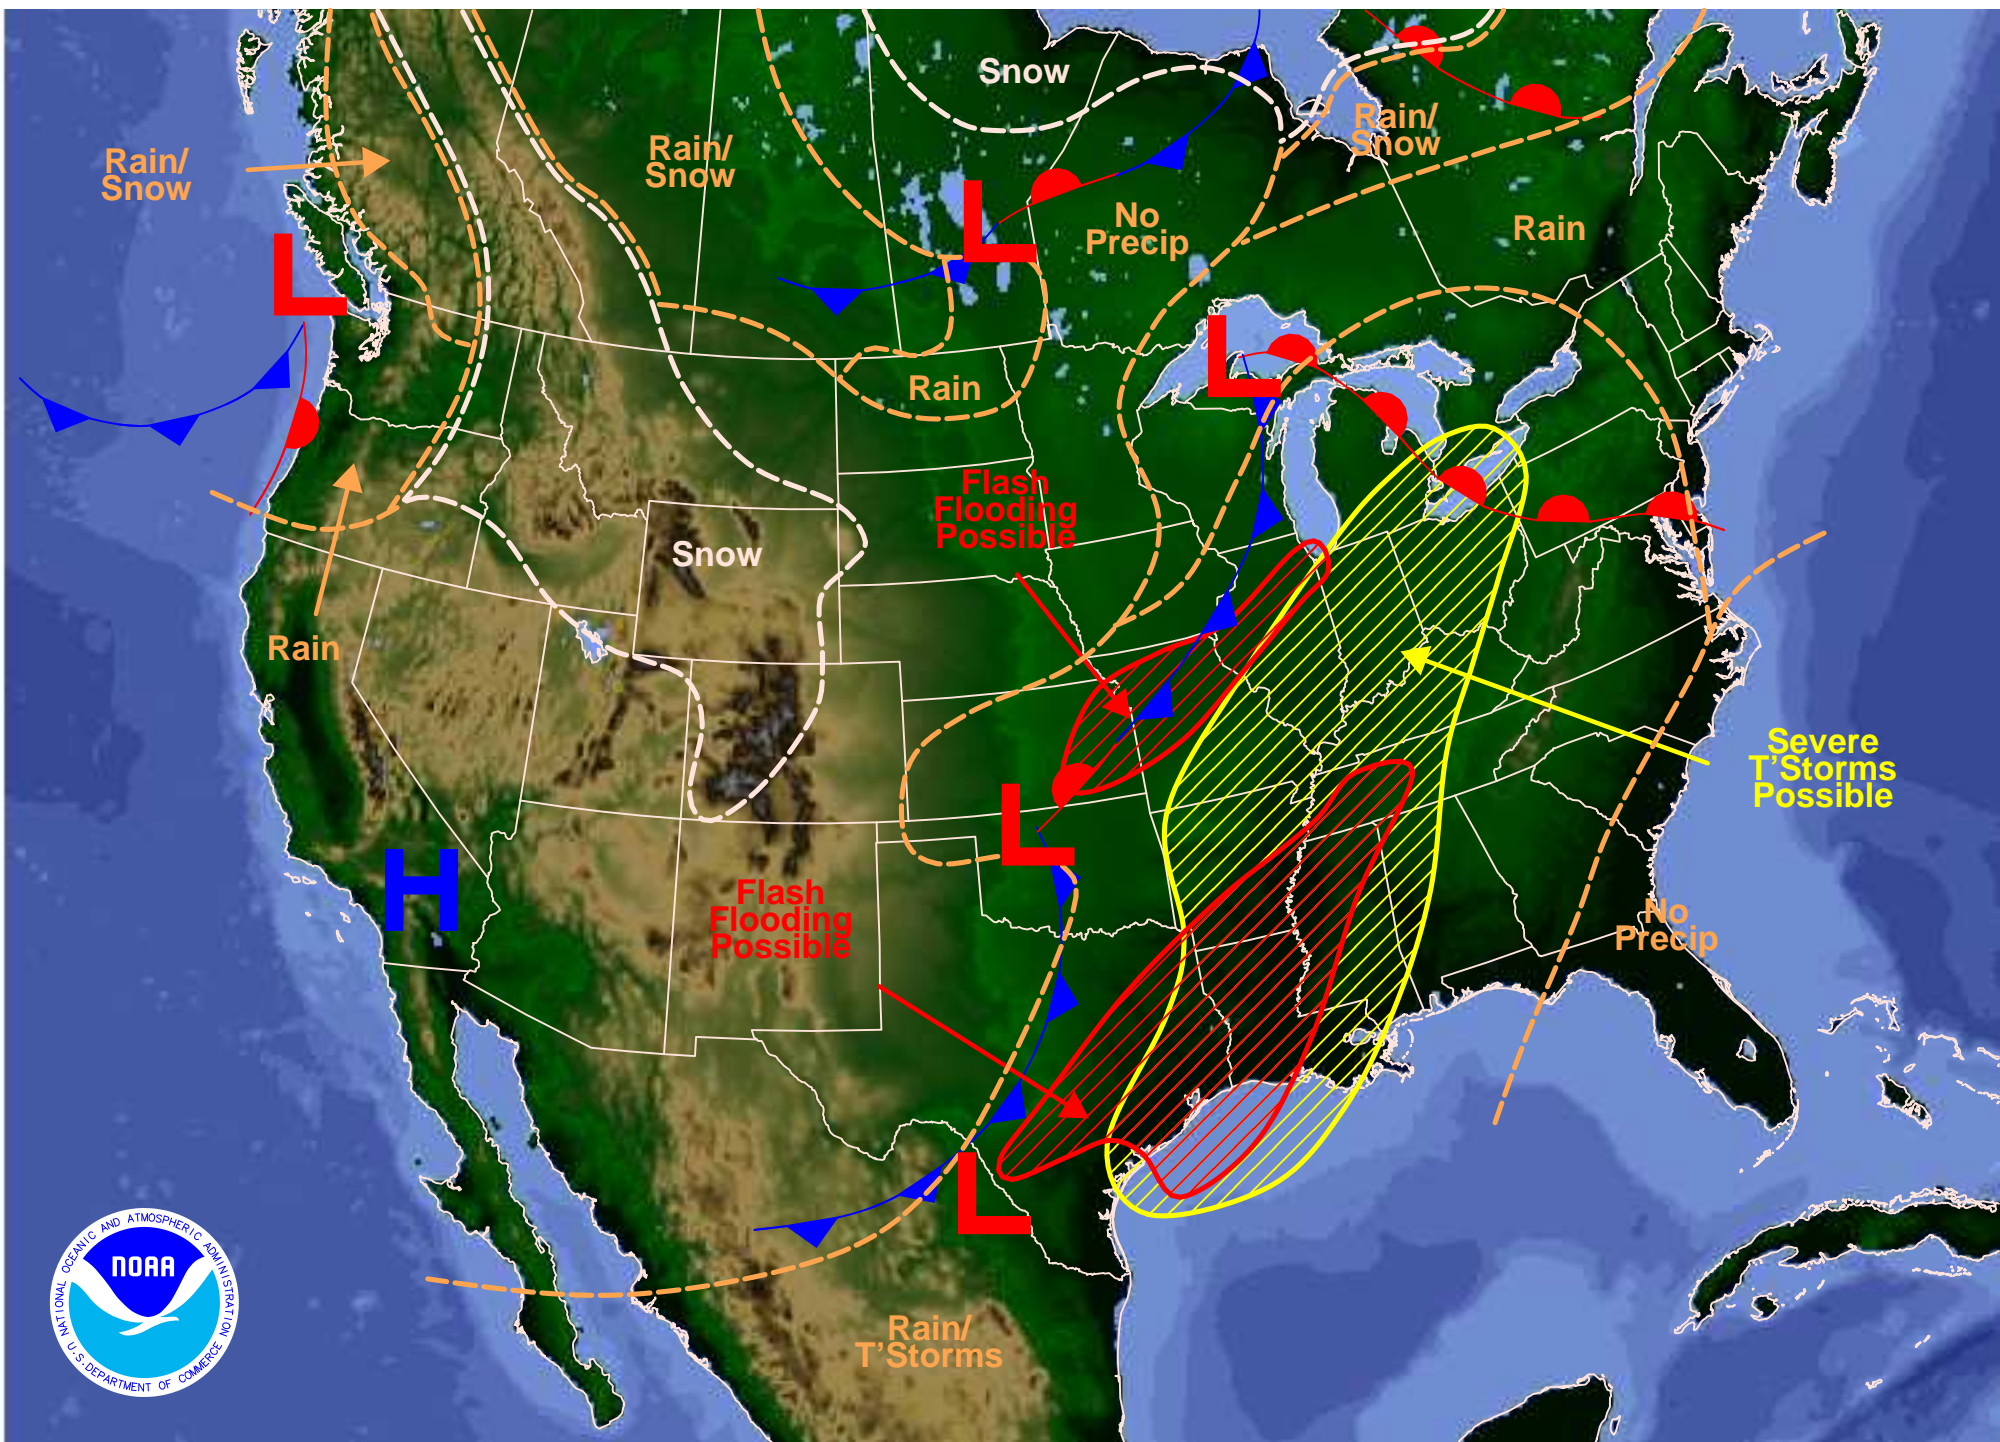 Snow
Rain/
Snow
Rain/
Snow
Rain/
Snow
L
L
No
Precip
Rain
L
Rain
Flash
Flooding
Possible
Snow
Rain
Severe
T'Storms
Possible
L
H
Flash
Flooding
Possible
No
Precip
L
Rain/
T'Storms
NATIONAL OCEANIC AND ATMOSPHERIC ADMINISTRATION
NOAA
U.S. DEPARTMENT OF COMMERCE